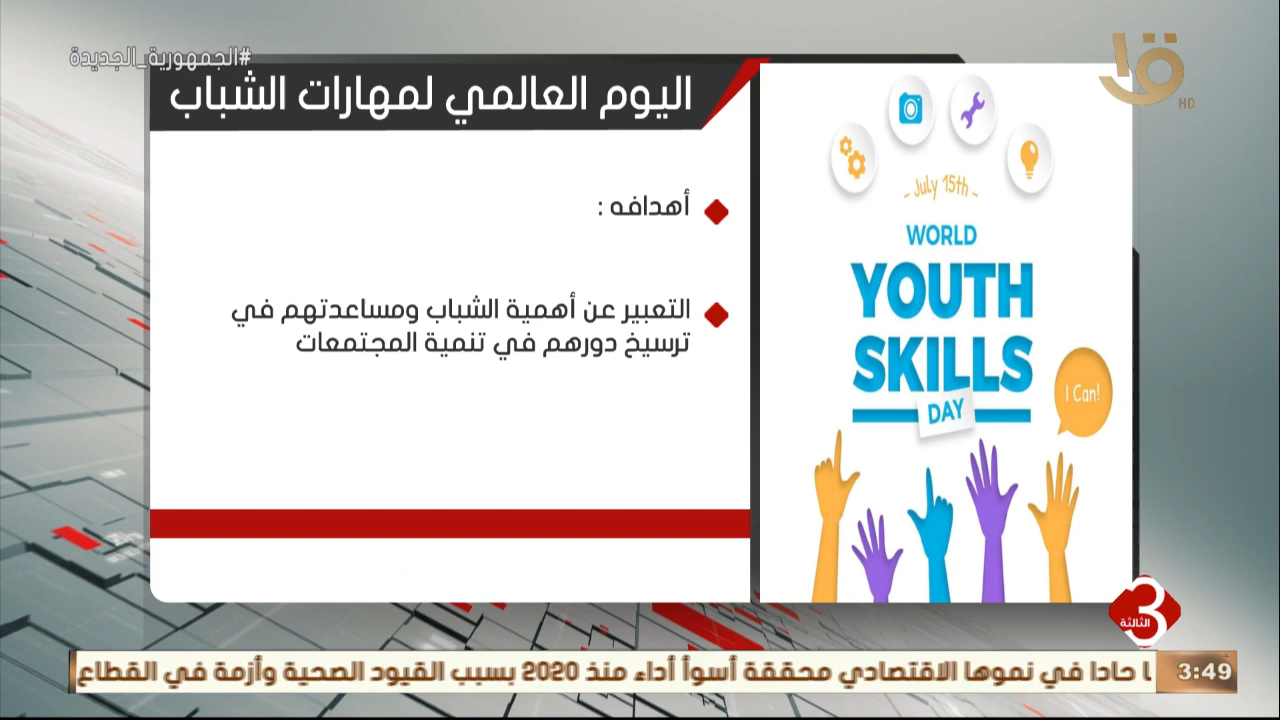 #الجمهورية_الجديدة
HD
اليوم العالمي لمهارات الشباب
أهدافه :
التعبير عن أهمية الشباب ومساعدتهم في
ترسيخ دورهم في تنمية المجتمعات
- July 15th -
WORLD
YOUTH
SKILLS
DAY
I Can!
3
الثالثة
3:49
حادا في نموها الاقتصادي محققة أسوأ أداء منذ 2020 بسبب القيود الصحية وأزمة في القطاع